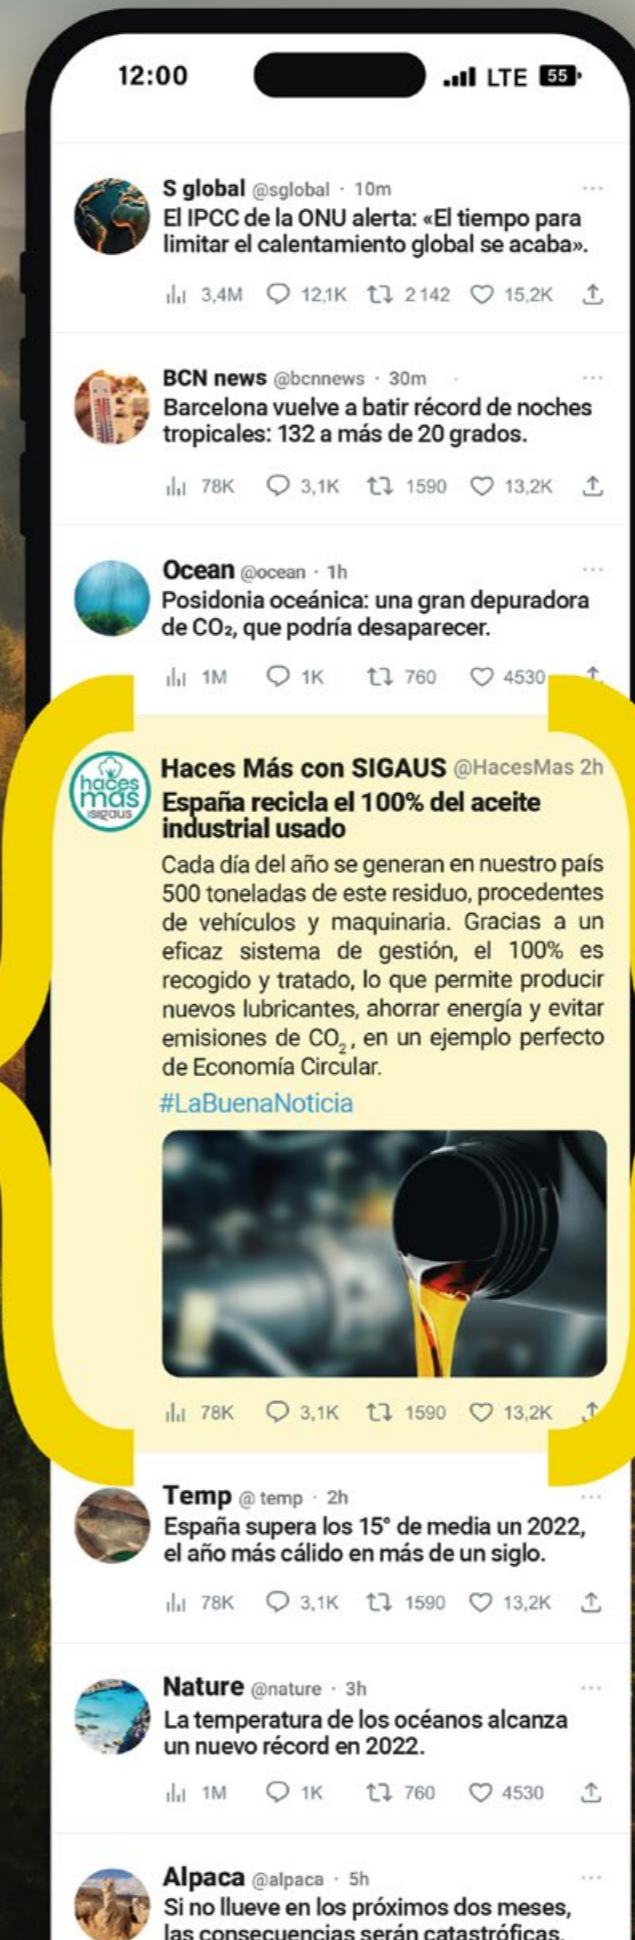 12:00 LTE 55
S global @sglobal · 10m
El IPCC de la ONU alerta: «El tiempo para
limitar el calentamiento global se acaba».
3,4M 12,1K 2142 15,2K
BCN news @bcnnews · 30m
Barcelona vuelve a batir récord de noches
tropicales: 132 a más de 20 grados.
78K 3,1K 1590 13,2K
Ocean @ocean · 1h
Posidonia oceánica: una gran depuradora
de CO₂, que podría desaparecer.
1M 1K 760 4530
haces
más
sigaus
Haces Más con SIGAUS @HacesMas 2h
España recicla el 100% del aceite
industrial usado
Cada día del año se generan en nuestro país
500 toneladas de este residuo, procedentes
de vehículos y maquinaria. Gracias a un
eficaz sistema de gestión, el 100% es
recogido y tratado, lo que permite producir
nuevos lubricantes, ahorrar energía y evitar
emisiones de CO₂, en un ejemplo perfecto
de Economía Circular.
#LaBuenaNoticia
78K 3,1K 1590 13,2K
Temp @ temp · 2h
España supera los 15° de media un 2022,
el año más cálido en más de un siglo.
78K 3,1K 1590 13,2K
Nature @nature · 3h
La temperatura de los océanos alcanza
un nuevo récord en 2022.
1M 1K 760 4530
Alpaca @alpaca · 5h
Si no llueve en los próximos dos meses,
las consecuencias serán catastróficas.